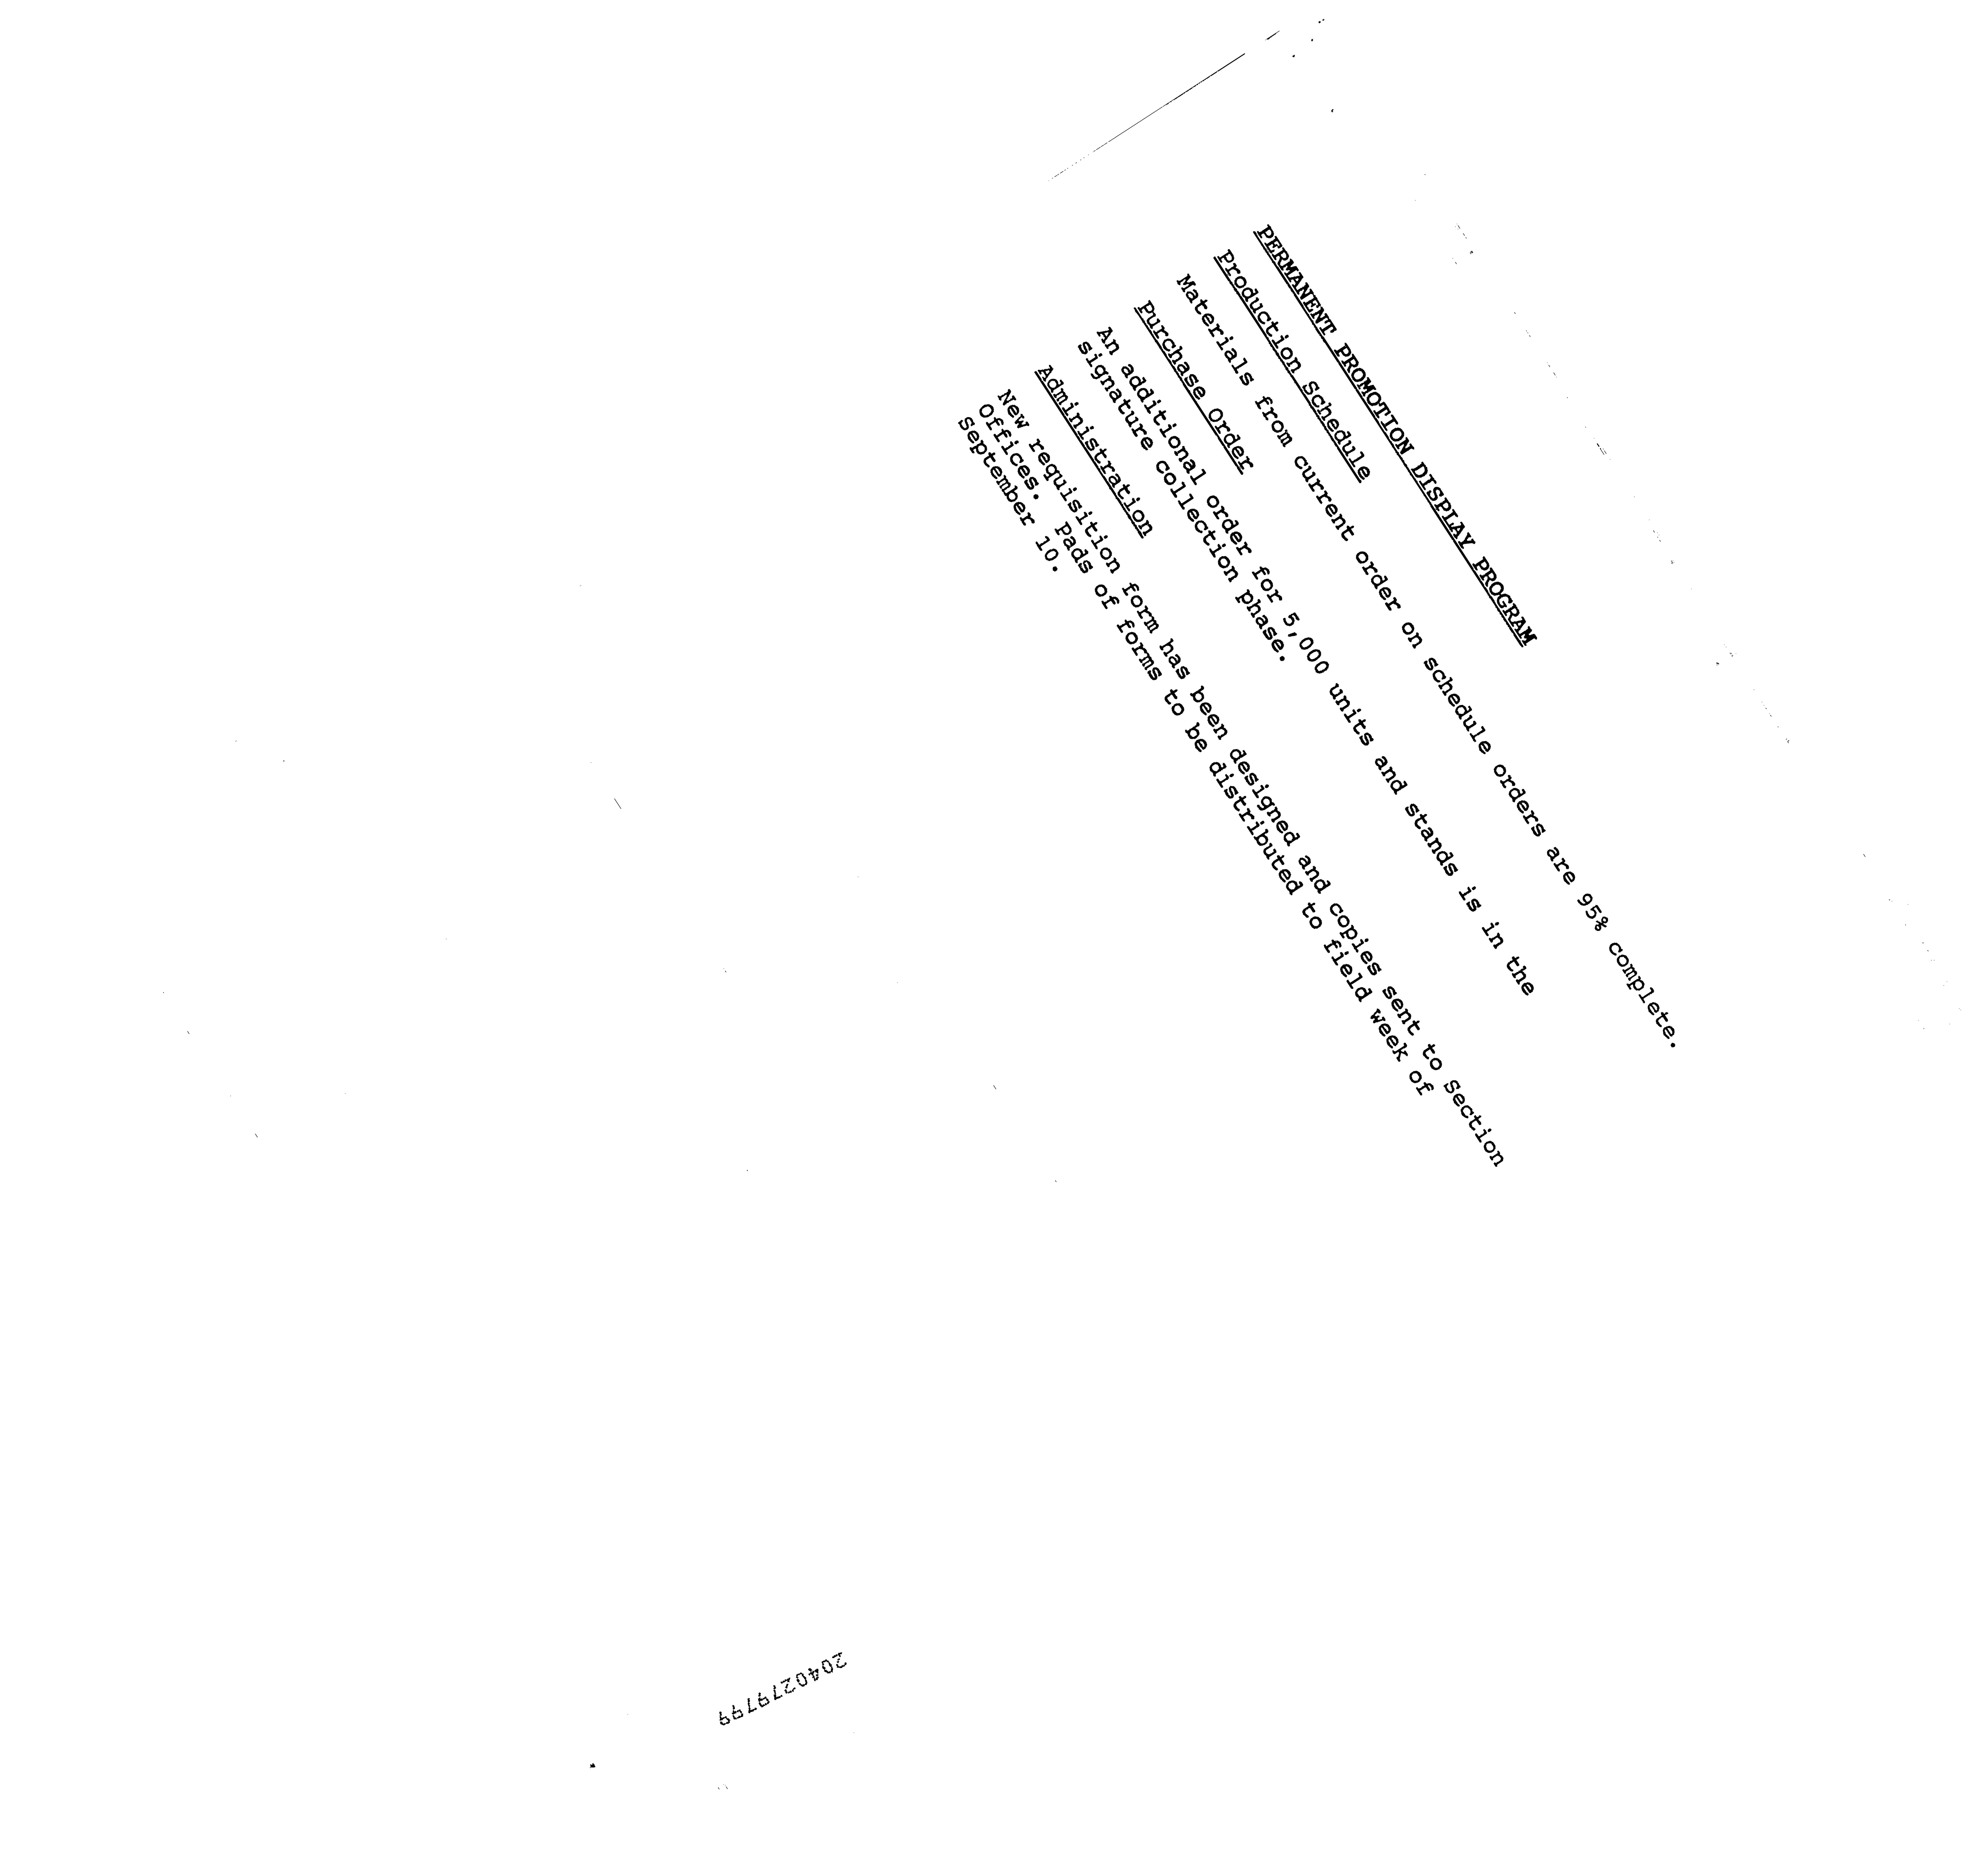 PERMANENT PROMOTION DISPLAY PROGRAM
Production Schedule
Materials from current order on schedule orders are 95% complete.
Purchase Order
An additional order for 5,000 units and stands is in the
signature collection phase.
Administration
New requisition form has been designed and copies sent to Section
Offices. Pads of forms to be distributed to field week of
September 10.
2040279799